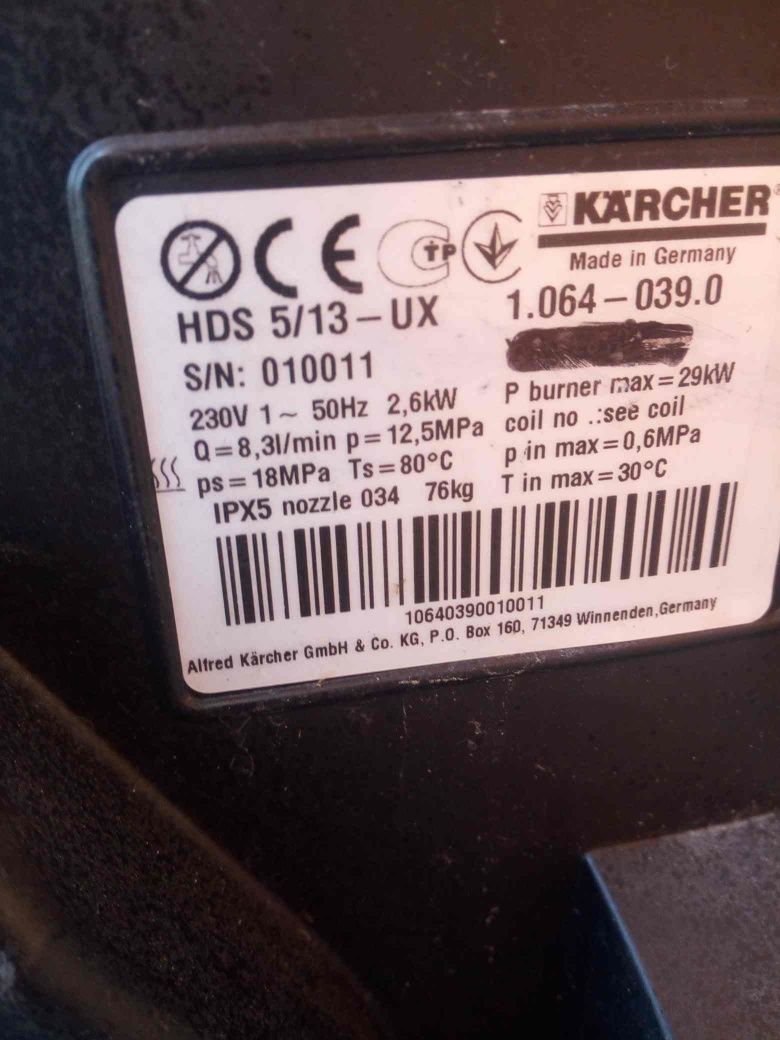 KÄRCHER®
Made in Germany
CE TP
HDS 5/13-UX 1.064-039.0
S/N: 010011
230V 1~ 50Hz 2,6kW P burner max=29kW
Q=8,3l/min p=12,5MPa coil no .:see coil
ps=18MPa Ts=80°C p in max=0,6MPa
IPX5 nozzle 034 76kg T in max=30°C
10640390010011
Alfred Kärcher GmbH & Co. KG, P.O. Box 160, 71349 Winnenden,Germany